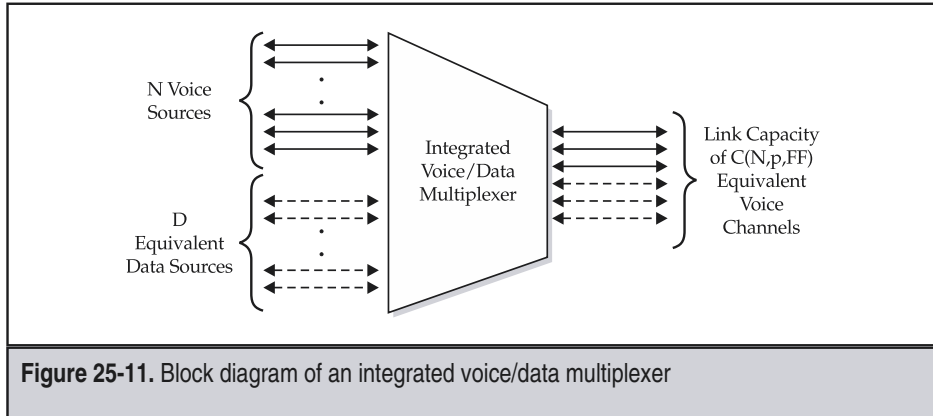 N Voice
Sources
D
Equivalent
Data Sources
Integrated
Voice/Data
Multiplexer
Link Capacity
of C(N,p,FF)
Equivalent
Voice
Channels
Figure 25-11. Block diagram of an integrated voice/data multiplexer